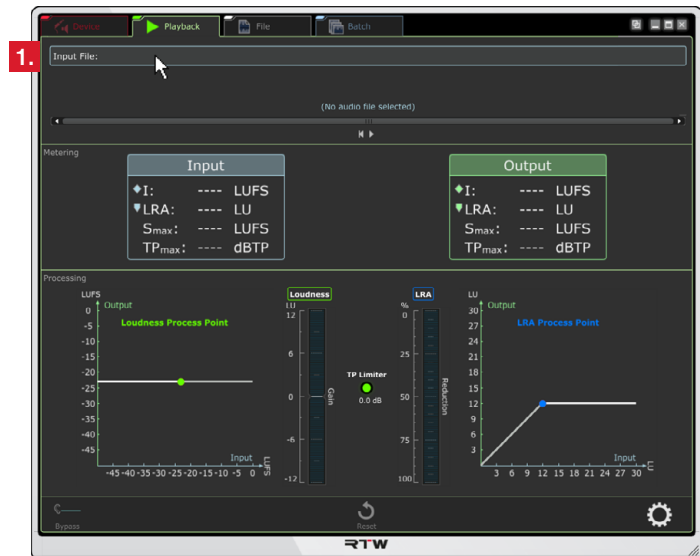 Device Playback File Batch
1.
Input File:
(No audio file selected)
Metering
Input Output
I: ---- LUFS I: ---- LUFS
LRA: ---- LU LRA: ---- LU
Smax: ---- LUFS Smax: ---- LUFS
TPmax: ---- dBTP TPmax: ---- dBTP
Processing
LUFS Loudness LRA LU
Output LU % Output
0 12 0 30
-5 Loudness Process Point 27 LRA Process Point
-10 24
-15 6 25 21
-20 TP Limiter 18
-25 15
-30 0 Gain 0.0 dB 50 Reduction 12
-35 9
-40 -6 75 6
-45 3
Input Input
-45 -40 -35 -30 -25 -20 -15 -10 -5 0 LUFS -12 100 3 6 9 12 15 18 21 24 27 30 LU
Bypass Reset
RTW